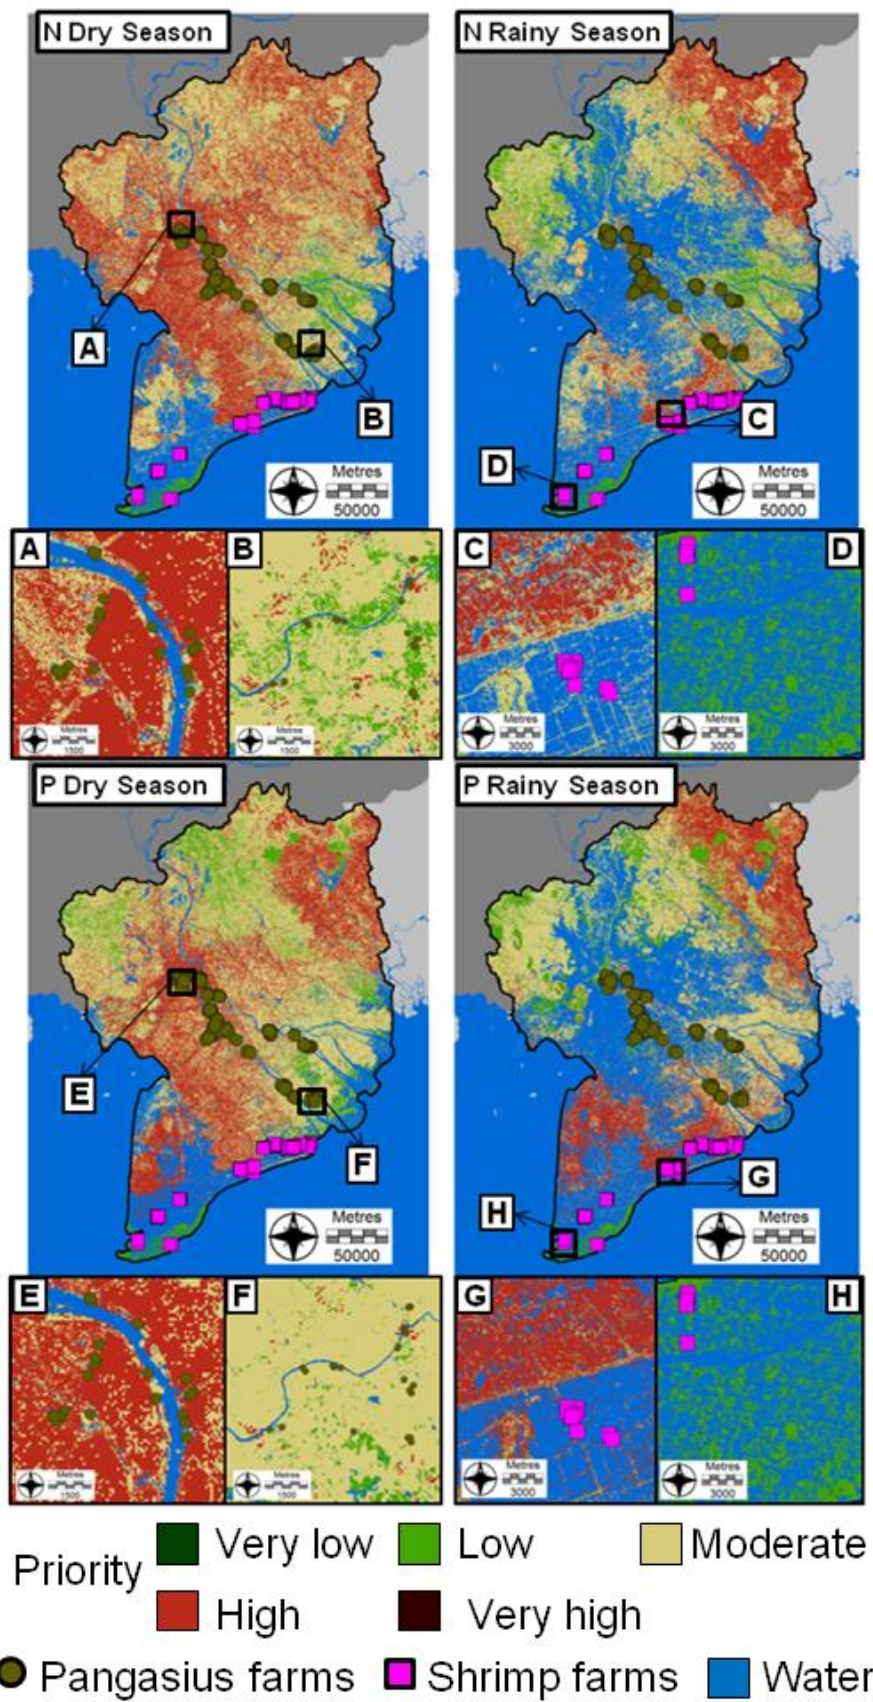 N Dry Season
N Rainy Season
A
B
C
D
Metres
50000
Metres
50000
A
B
C
D
Metres
1500
Metres
1500
Metres
3000
Metres
3000
P Dry Season
P Rainy Season
E
F
G
H
Metres
50000
Metres
50000
E
F
G
H
Metres
1500
Metres
1500
Metres
3000
Metres
3000
Priority
Very low
Low
Moderate
High
Very high
Pangasius farms
Shrimp farms
Water